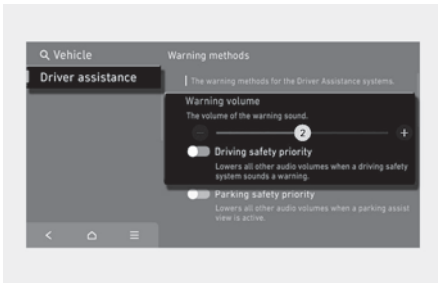 Vehicle
Driver assistance
Warning methods
The warning methods for the Driver Assistance systems.
Warning volume
The volume of the warning sound.
2
Driving safety priority
Lowers all other audio volumes when a driving safety
system sounds a warning.
Parking safety priority
Lowers all other audio volumes when a parking assist
view is active.